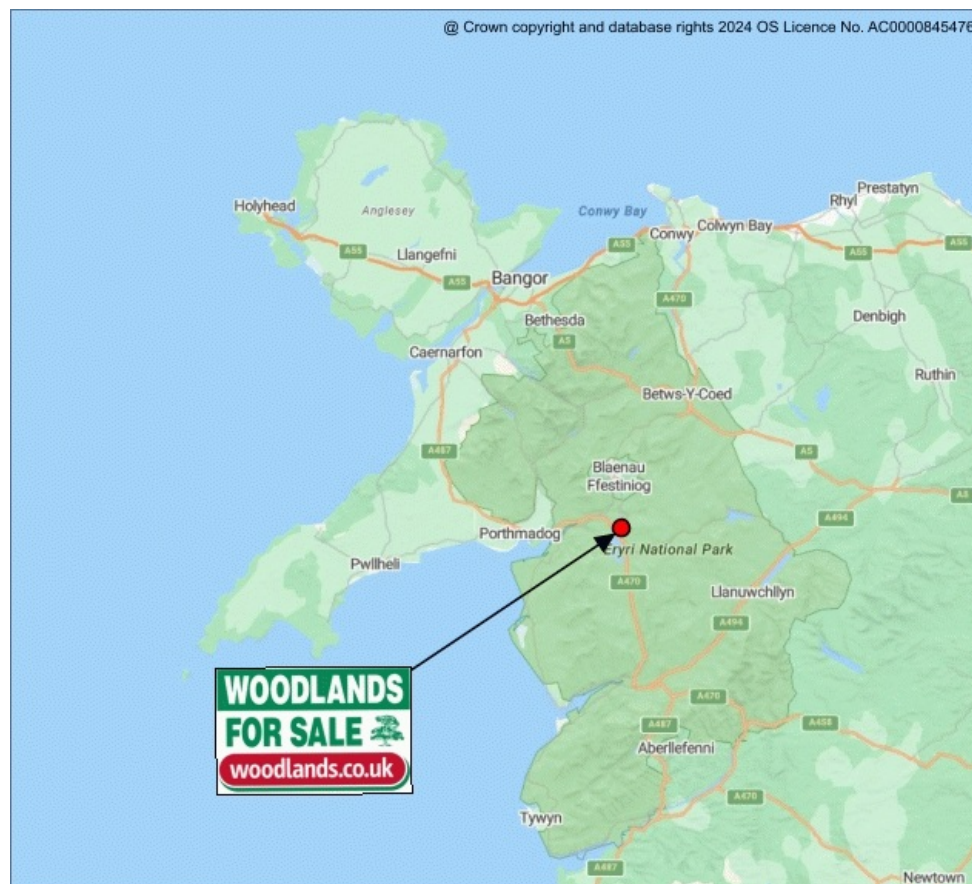 @ Crown copyright and database rights 2024 OS Licence No. AC0000845476
Prestatyn
Rhyl
Holyhead
Anglesey
Conwy Bay
Colwyn Bay
Conwy
A55
A55
A55
A55
Llangefni
A55
Bangor
A470
Bethesda
Denbigh
A5
Caernarfon
Ruthin
Betws-Y-Coed
A487
A5
Blaenau
Ffestiniog
A5
A494
Porthmadog
Eryri National Park
Pwllheli
A470
Llanuwchllyn
A494
WOODLANDS
FOR SALE
woodlands.co.uk
A470
A487
A458
Aberllefenni
A470
Tywyn
A487
Newtown